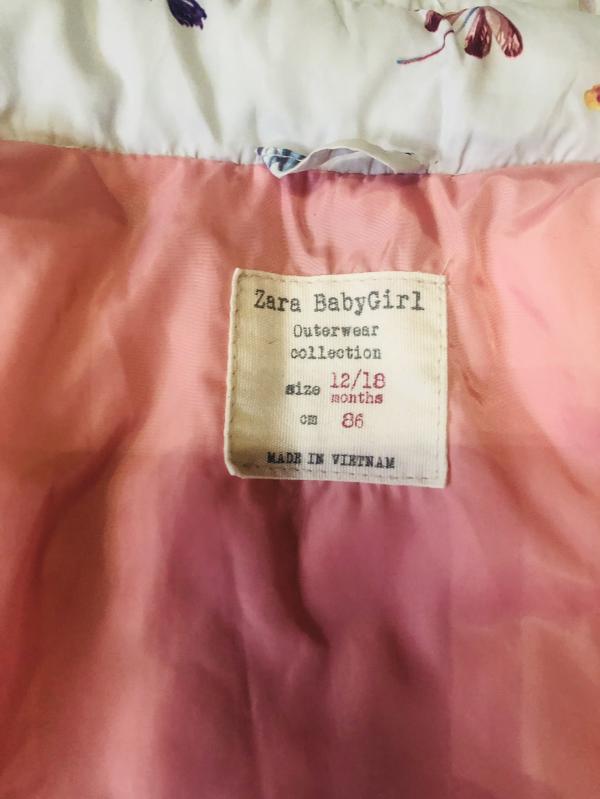 Zara BabyGirl
Outerwear
collection
size 12/18
months
cm 86
MADE IN VIETNAM